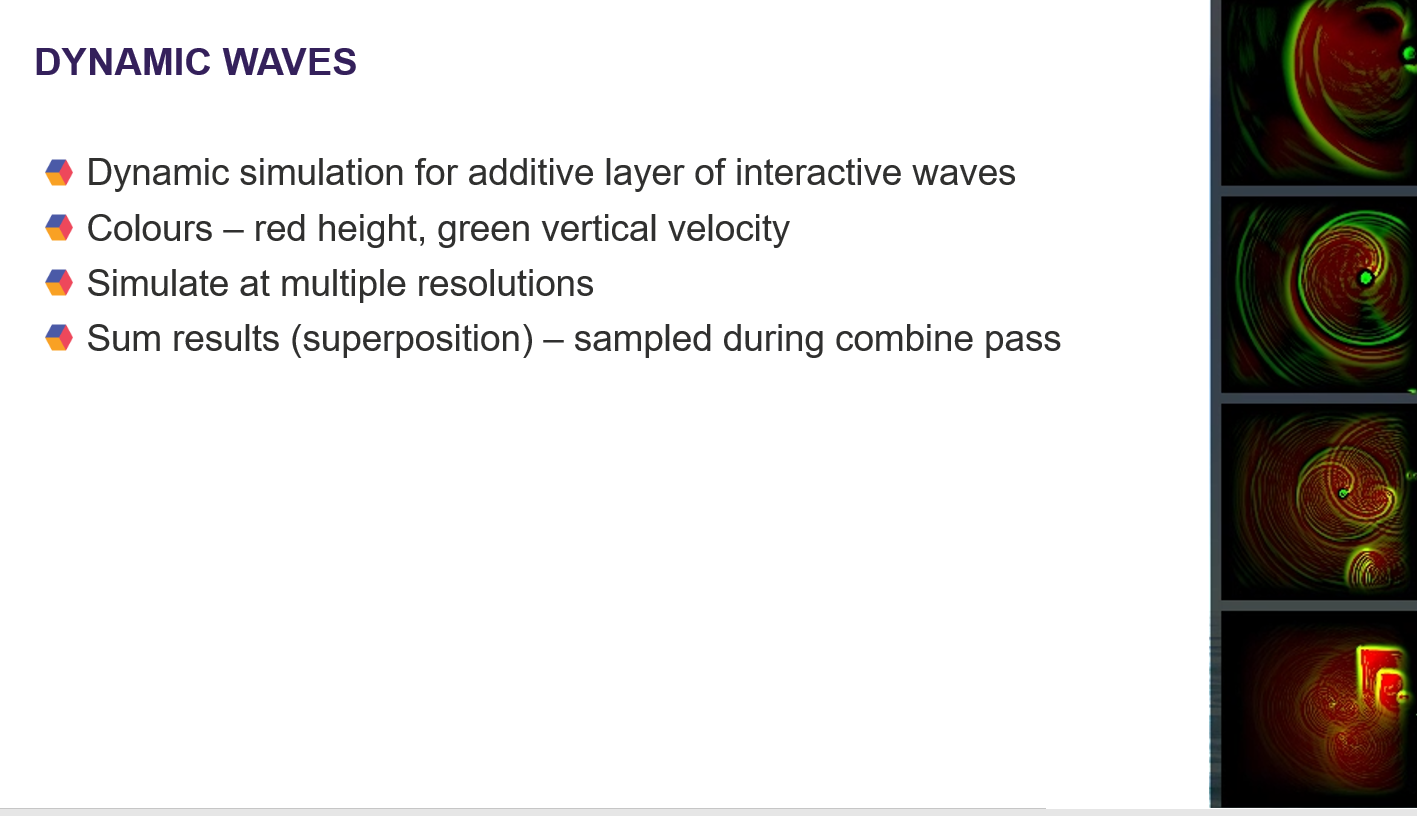 DYNAMIC WAVES
Dynamic simulation for additive layer of interactive waves
Colours – red height, green vertical velocity
Simulate at multiple resolutions
Sum results (superposition) – sampled during combine pass